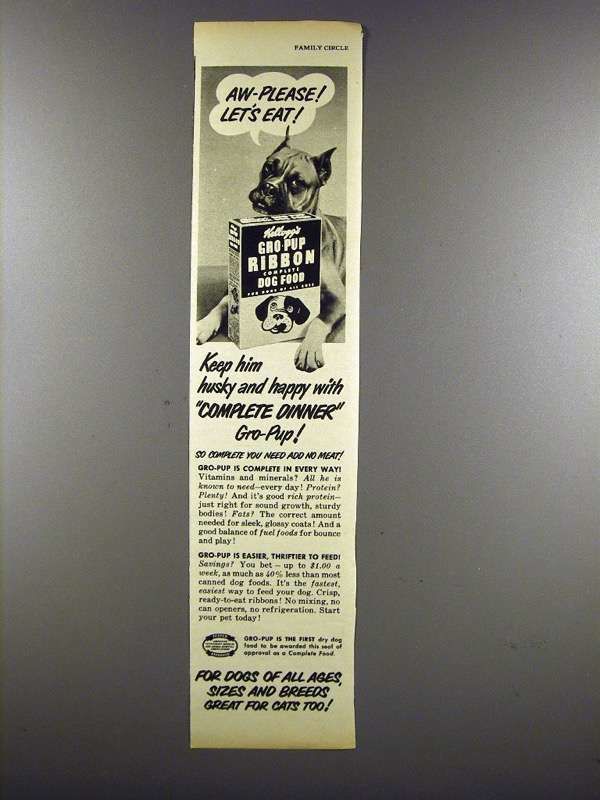 FAMILY CIRCLE
AW-PLEASE!
LET'S EAT!
Kellogg's
GRO-PUP
RIBBON
COMPLETE
DOG FOOD
FOR DOGS OF ALL AGES
Keep him
husky and happy with
"COMPLETE DINNER"
Gro-Pup!
SO COMPLETE YOU NEED ADD NO MEAT!
GRO-PUP IS COMPLETE IN EVERY WAY!
Vitamins and minerals? All he is
known to need—every day! Protein?
Plenty! And it's good rich protein—
just right for sound growth, sturdy
bodies! Fats? The correct amount
needed for sleek, glossy coats! And a
good balance of fuel foods for bounce
and play!
GRO-PUP IS EASIER, THRIFTIER TO FEED!
Savings? You bet – up to $1.00 a
week, as much as 40% less than most
canned dog foods. It's the fastest,
easiest way to feed your dog. Crisp,
ready-to-eat ribbons! No mixing, no
can openers, no refrigeration. Start
your pet today!
GRO-PUP IS THE FIRST dry dog
food to be awarded this seal of
approval as a Complete Food.
FOR DOGS OF ALL AGES,
SIZES AND BREEDS
GREAT FOR CATS TOO!